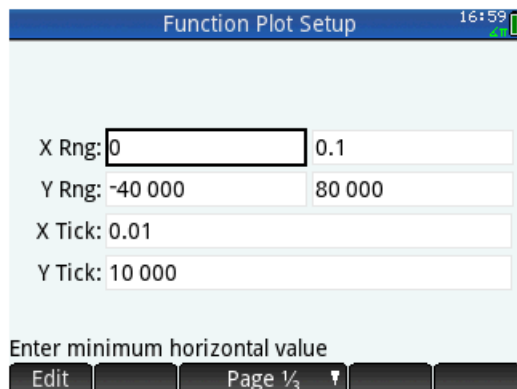 Function Plot Setup 16:59
∡π
X Rng: 0 0.1
Y Rng: -40 000 80 000
X Tick: 0.01
Y Tick: 10 000
Enter minimum horizontal value
Edit Page 1/3